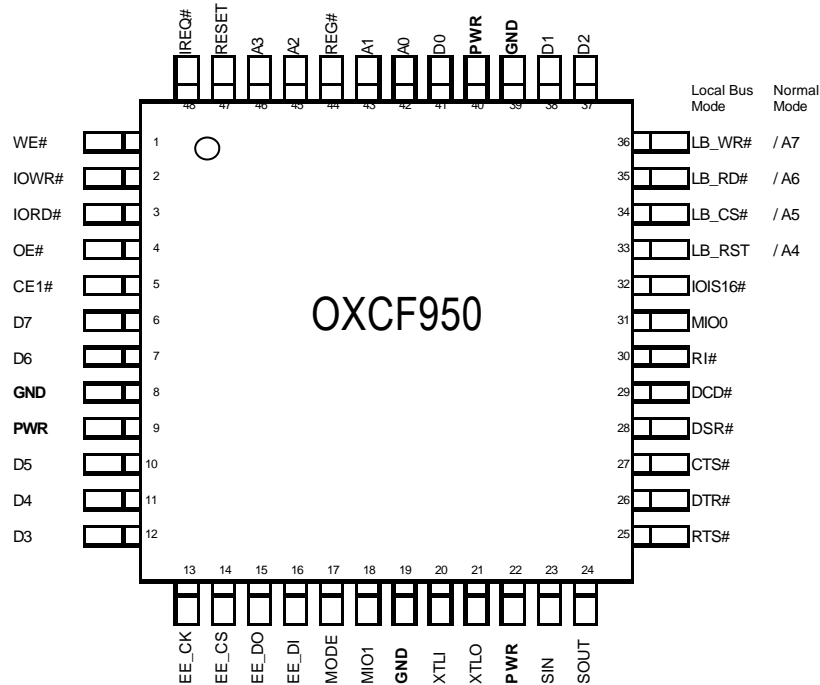 IREQ#
RESET
A3
A2
REG#
A1
A0
D0
PWR
GND
D1
D2
48
47
46
45
44
43
42
41
40
39
38
37
Local Bus Mode
Normal Mode
WE# 1
IOWR# 2
IORD# 3
OE# 4
CE1# 5
D7 6
D6 7
GND 8
PWR 9
D5 10
D4 11
D3 12
OXCF950
36 LB_WR# / A7
35 LB_RD# / A6
34 LB_CS# / A5
33 LB_RST / A4
32 IOIS16#
31 MIO0
30 RI#
29 DCD#
28 DSR#
27 CTS#
26 DTR#
25 RTS#
13
14
15
16
17
18
19
20
21
22
23
24
EE_CK
EE_CS
EE_DO
EE_DI
MODE
MIO1
GND
XTLI
XTLO
PWR
SIN
SOUT